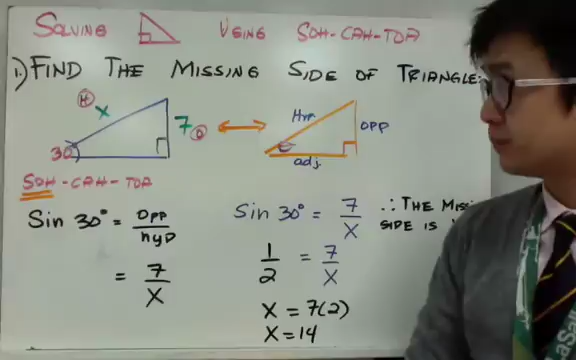 SOLVING USING SOH-CAH-TOA
1.) FIND THE MISSING SIDE OF TRIANGLE
H
x
7
O
30°
Hyp
opp
θ
adj
SOH-CAH-TOA
Sin 30° = opp/hyp
= 7/x
Sin 30° = 7/x
1/2 = 7/x
x = 7(2)
x = 14
∴ THE
SIDE IS